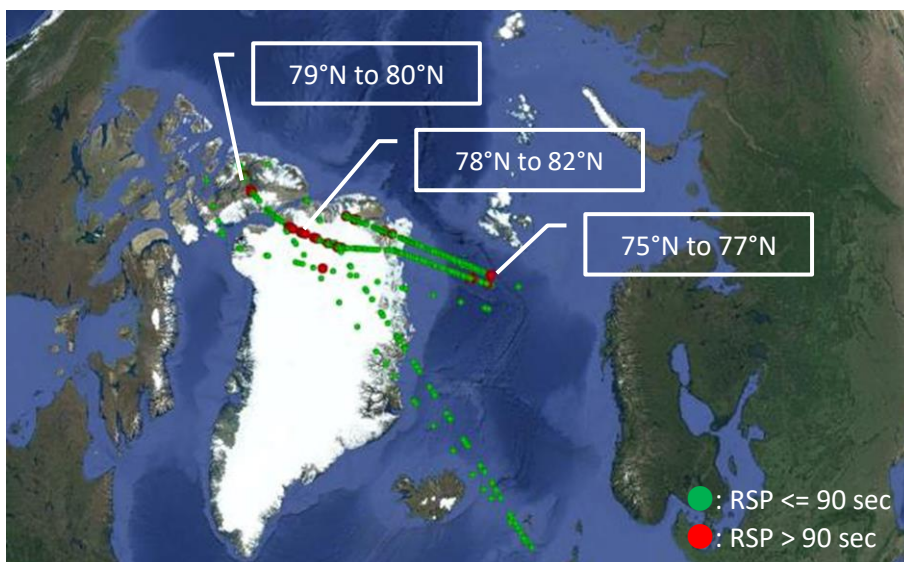 79°N to 80°N
78°N to 82°N
75°N to 77°N
: RSP <= 90 sec
: RSP > 90 sec